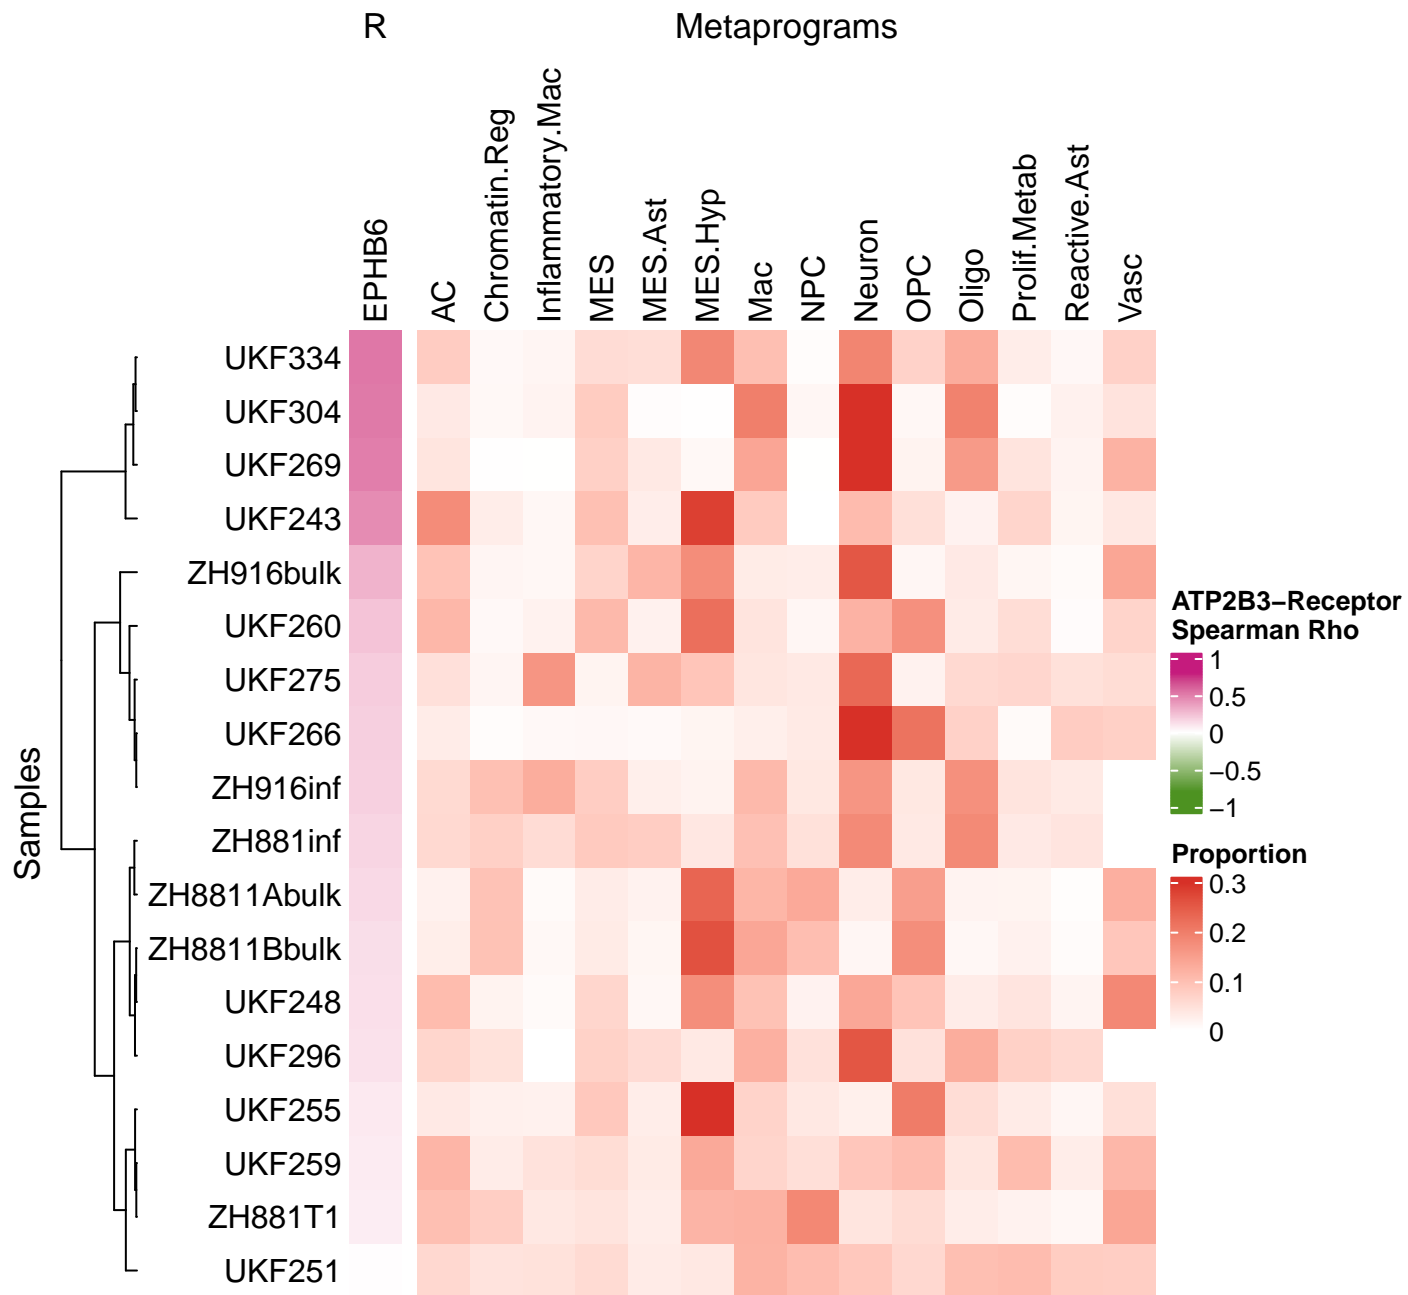 R
Metaprograms
EPHB6
AC
Chromatin.Reg
Inflammatory.Mac
MES
MES.Ast
MES.Hyp
Mac
NPC
Neuron
OPC
Oligo
Prolif.Metab
Reactive.Ast
Vasc
Samples
UKF334
UKF304
UKF269
UKF243
ZH916bulk
UKF260
UKF275
UKF266
ZH916inf
ZH881inf
ZH8811Abulk
ZH8811Bbulk
UKF248
UKF296
UKF255
UKF259
ZH881T1
UKF251
ATP2B3−Receptor
Spearman Rho
1
0.5
0
−0.5
−1
Proportion
0.3
0.2
0.1
0